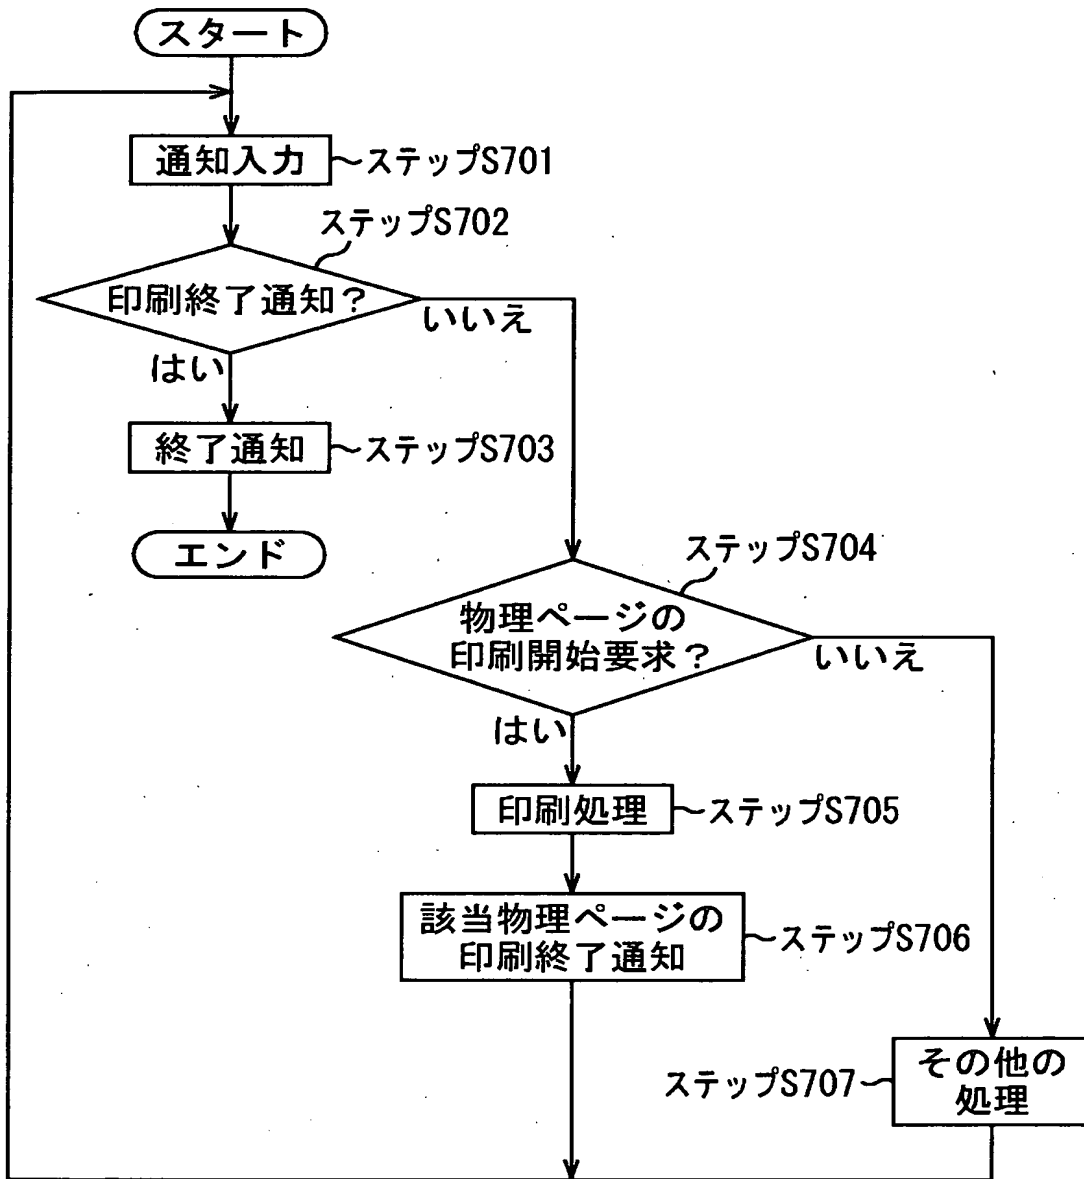 スタート
通知入力
ステップS701
ステップS702
印刷終了通知？
いいえ
はい
終了通知
ステップS703
エンド
ステップS704
物理ページの
印刷開始要求？
いいえ
はい
印刷処理
ステップS705
該当物理ページの
印刷終了通知
ステップS706
その他の
処理
ステップS707